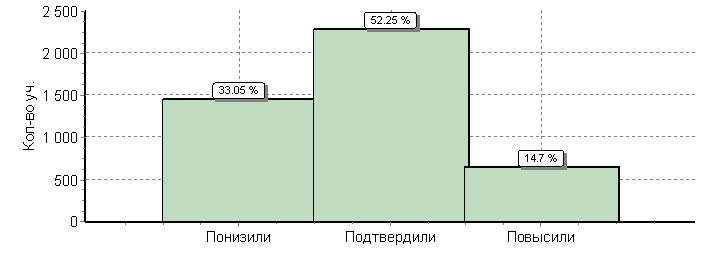 Кол-во уч.
2 500
2 000
1 500
1 000
500
0
33.05 %
52.25 %
14.7 %
Понизили
Подтвердили
Повысили